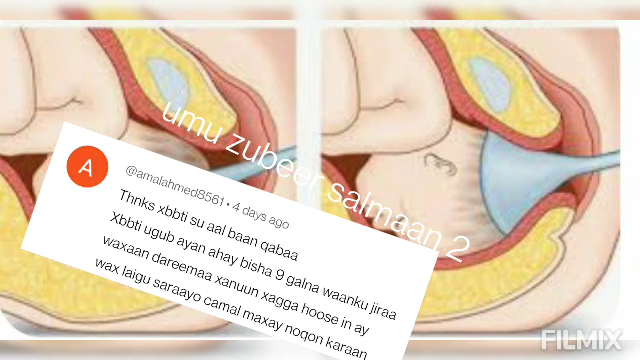 umu zubeer salmaan 2
A
@amalahmed8561 • 4 days ago
Thnks xbbti su aal baan qabaa
Xbbti ugub ayan ahay bisha 9 galna waanku jiraa
waxaan dareemaa xanuun xagga hoose in ay
wax laigu saraayo camal maxay noqon karaan
FILMIX